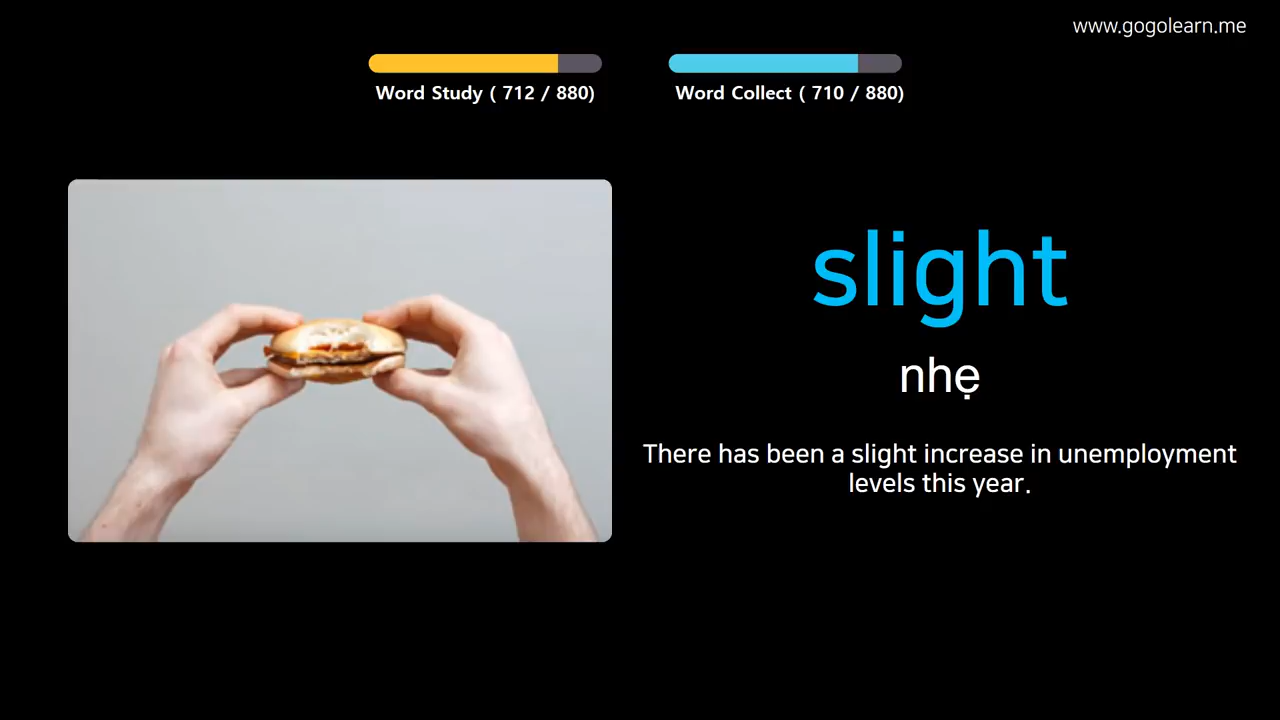 www.gogolearn.me
Word Study ( 712 / 880)
Word Collect ( 710 / 880)
slight
nhẹ
There has been a slight increase in unemployment
levels this year.